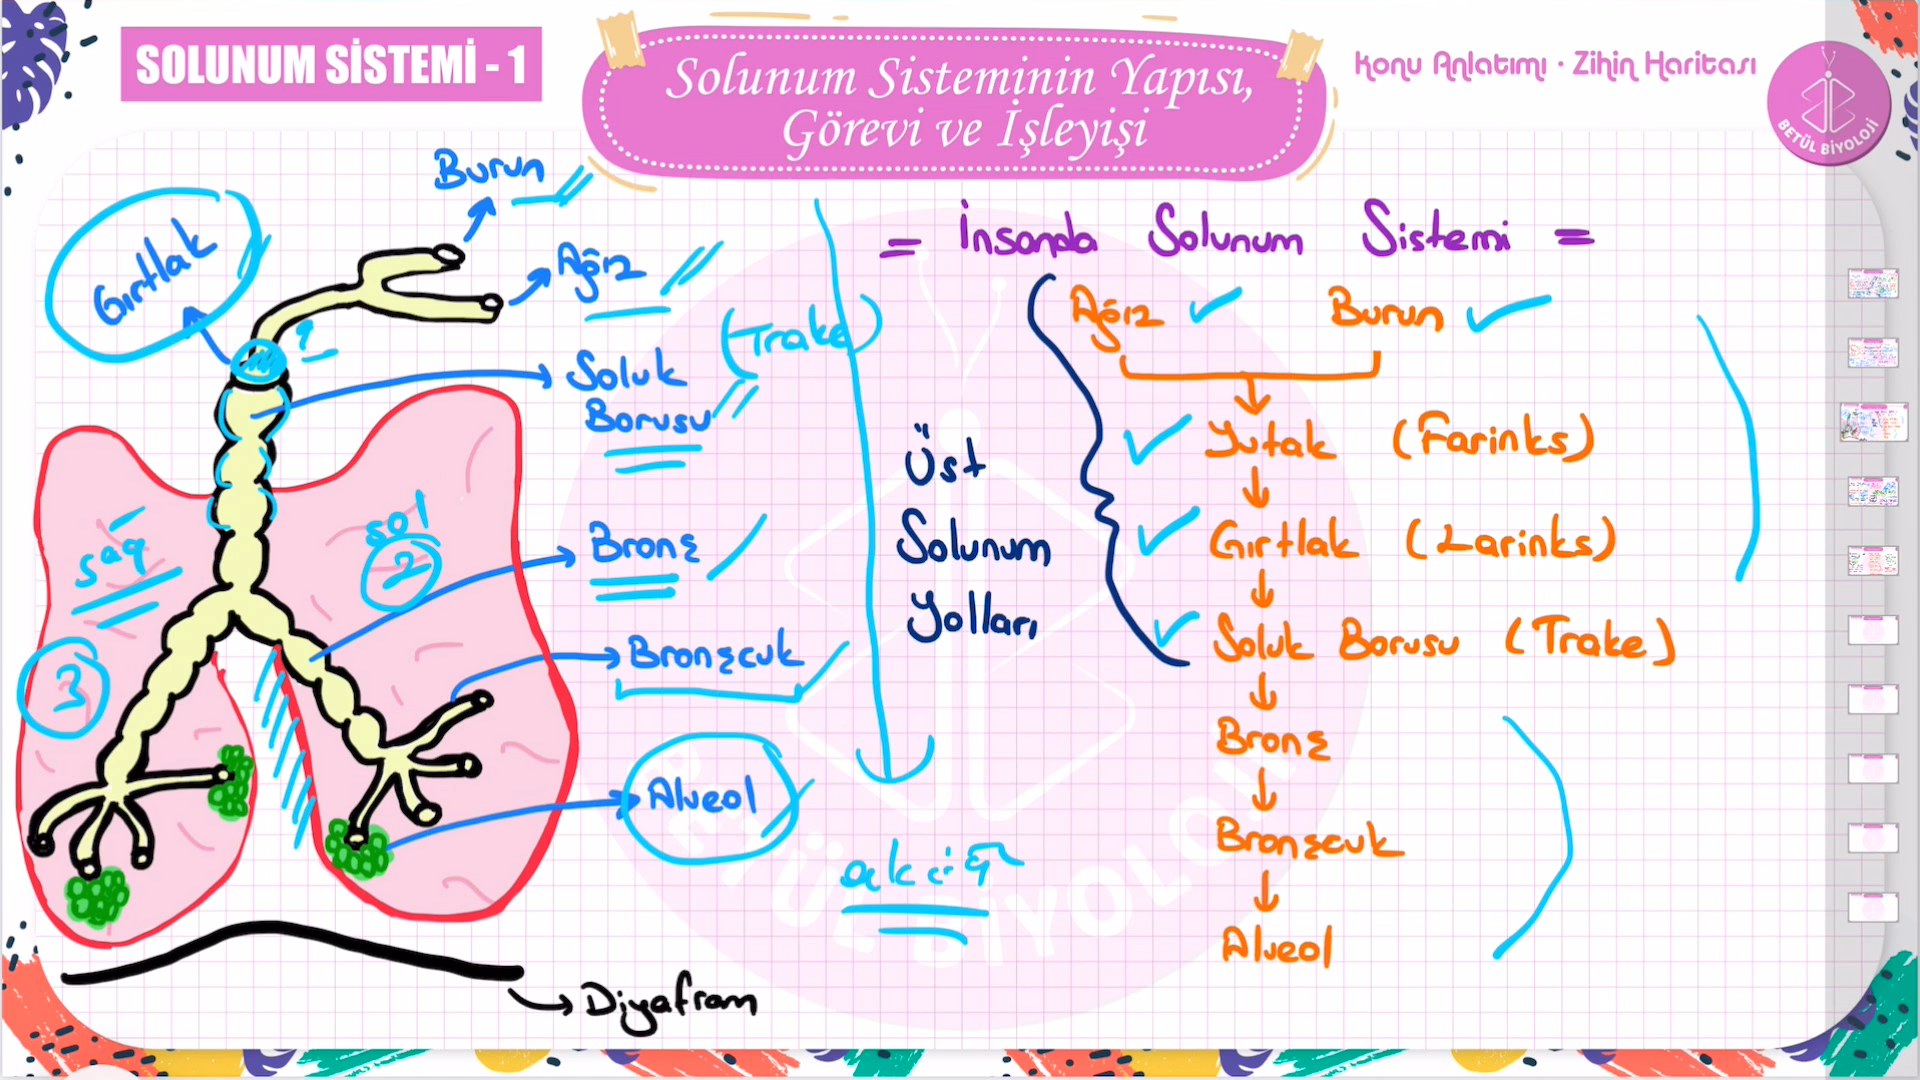 SOLUNUM SİSTEMİ - 1
Solunum Sisteminin Yapısı,
Görevi ve İşleyişi
Konu Anlatımı · Zihin Haritası
BETÜL BİYOLOJİ
Burun
Gırtlak
Ağız
?
(Trake)
Soluk
Borusu
sağ
sol
2
3
Bronş
Bronşcuk
Alveol
akciğ
Diyafram
= İnsanda Solunum Sistemi =
Ağız Burun
Yutak (Farinks)
Gırtlak (Larinks)
Soluk Borusu (Trake)
Bronş
Bronşcuk
Alveol
Üst
Solunum
Yolları